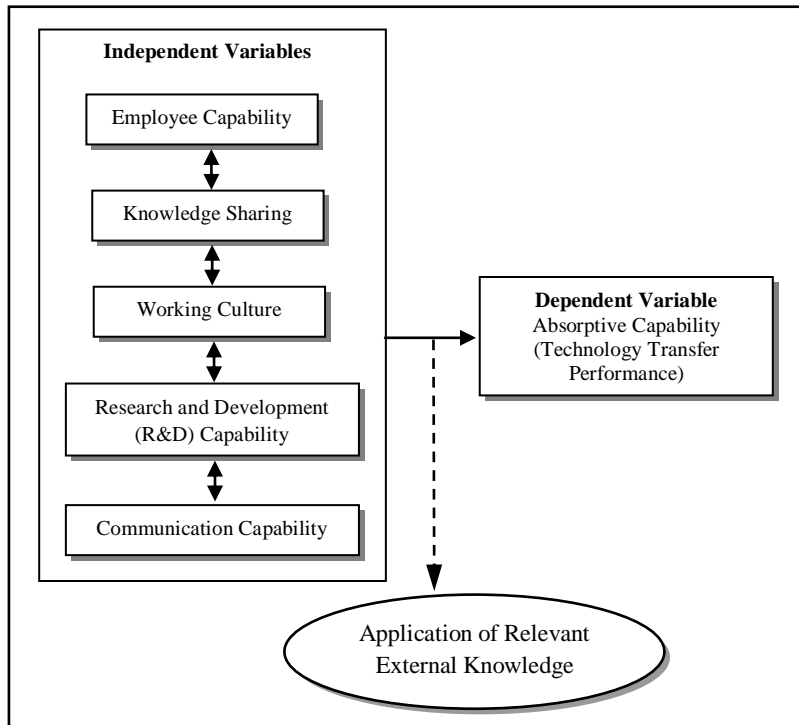 Independent Variables
Employee Capability
Knowledge Sharing
Working Culture
Research and Development
(R&D) Capability
Communication Capability
Dependent Variable
Absorptive Capability
(Technology Transfer
Performance)
Application of Relevant
External Knowledge